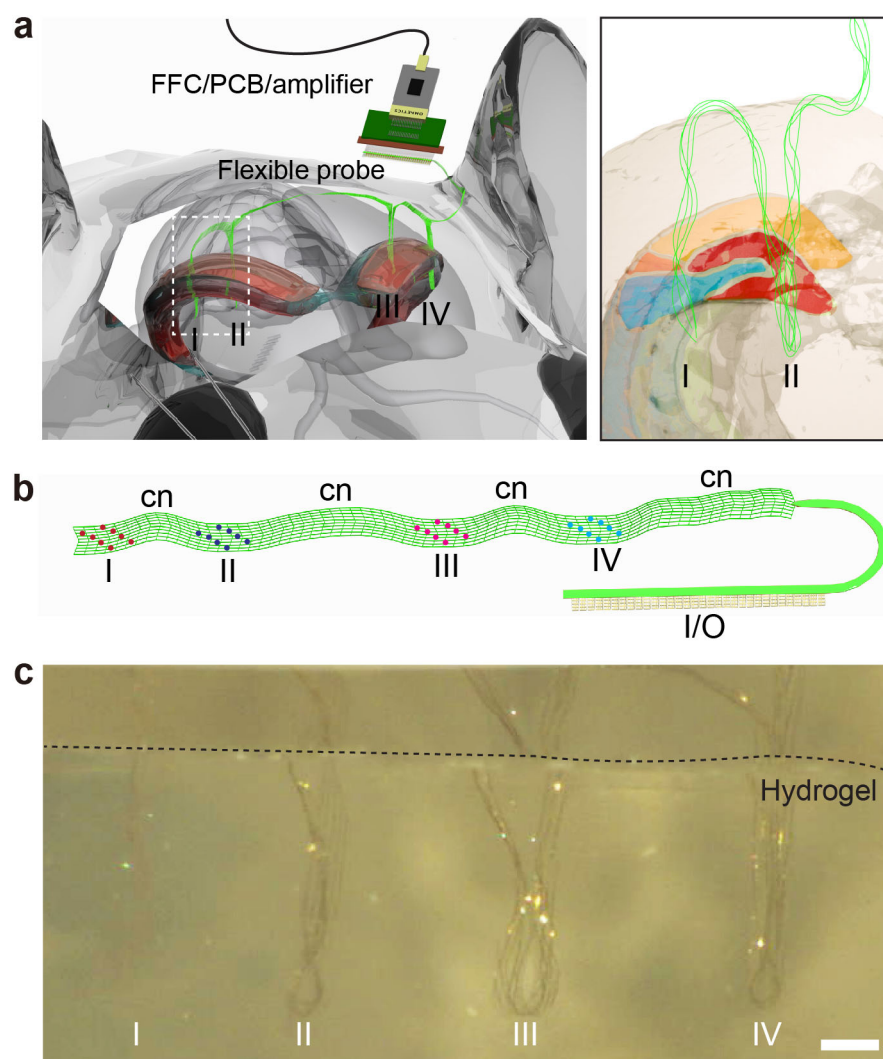 a
FFC/PCB/amplifier
OMNETICS
Flexible probe
I
II
III
IV
I
II
b
cn
cn
cn
cn
I
II
III
IV
I/O
c
Hydrogel
I
II
III
IV